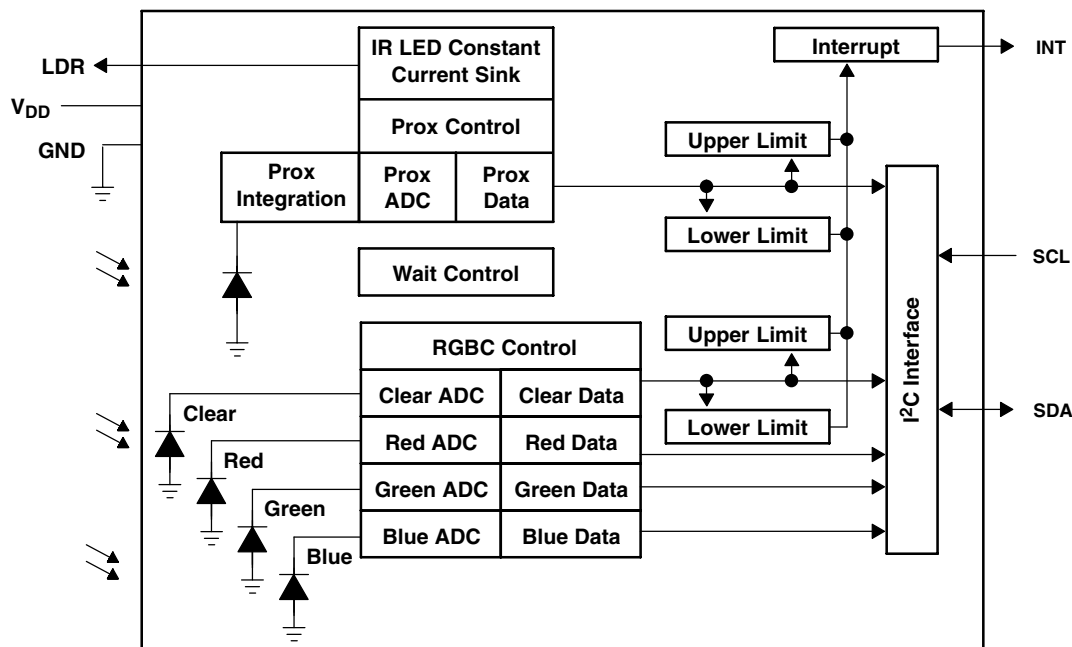 IR LED Constant
Current Sink
Interrupt
INT
LDR
VDD
Prox Control
Upper Limit
GND
Prox
Integration
Prox
ADC
Prox
Data
Lower Limit
Wait Control
SCL
Upper Limit
RGBC Control
I²C Interface
Clear ADC
Clear Data
Clear
Lower Limit
SDA
Red ADC
Red Data
Red
Green ADC
Green Data
Green
Blue ADC
Blue Data
Blue